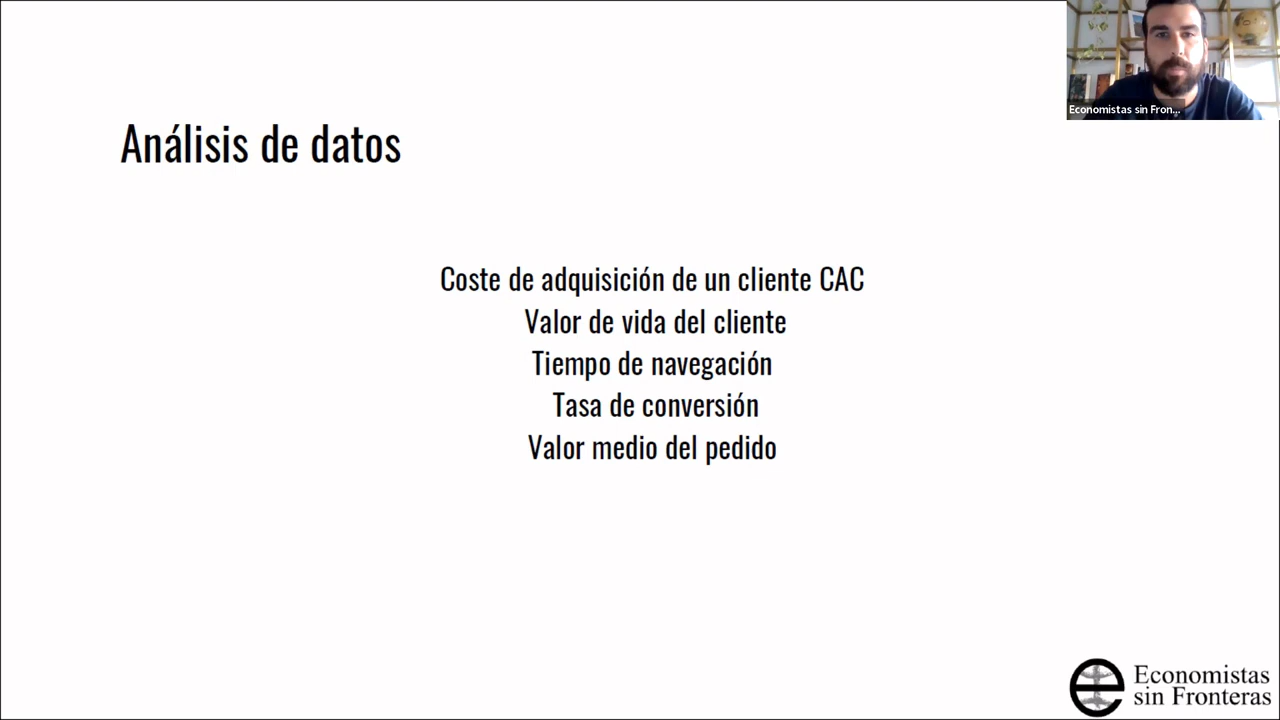 Economistas sin Fron...
Análisis de datos
Coste de adquisición de un cliente CAC
Valor de vida del cliente
Tiempo de navegación
Tasa de conversión
Valor medio del pedido
Economistas
sin Fronteras